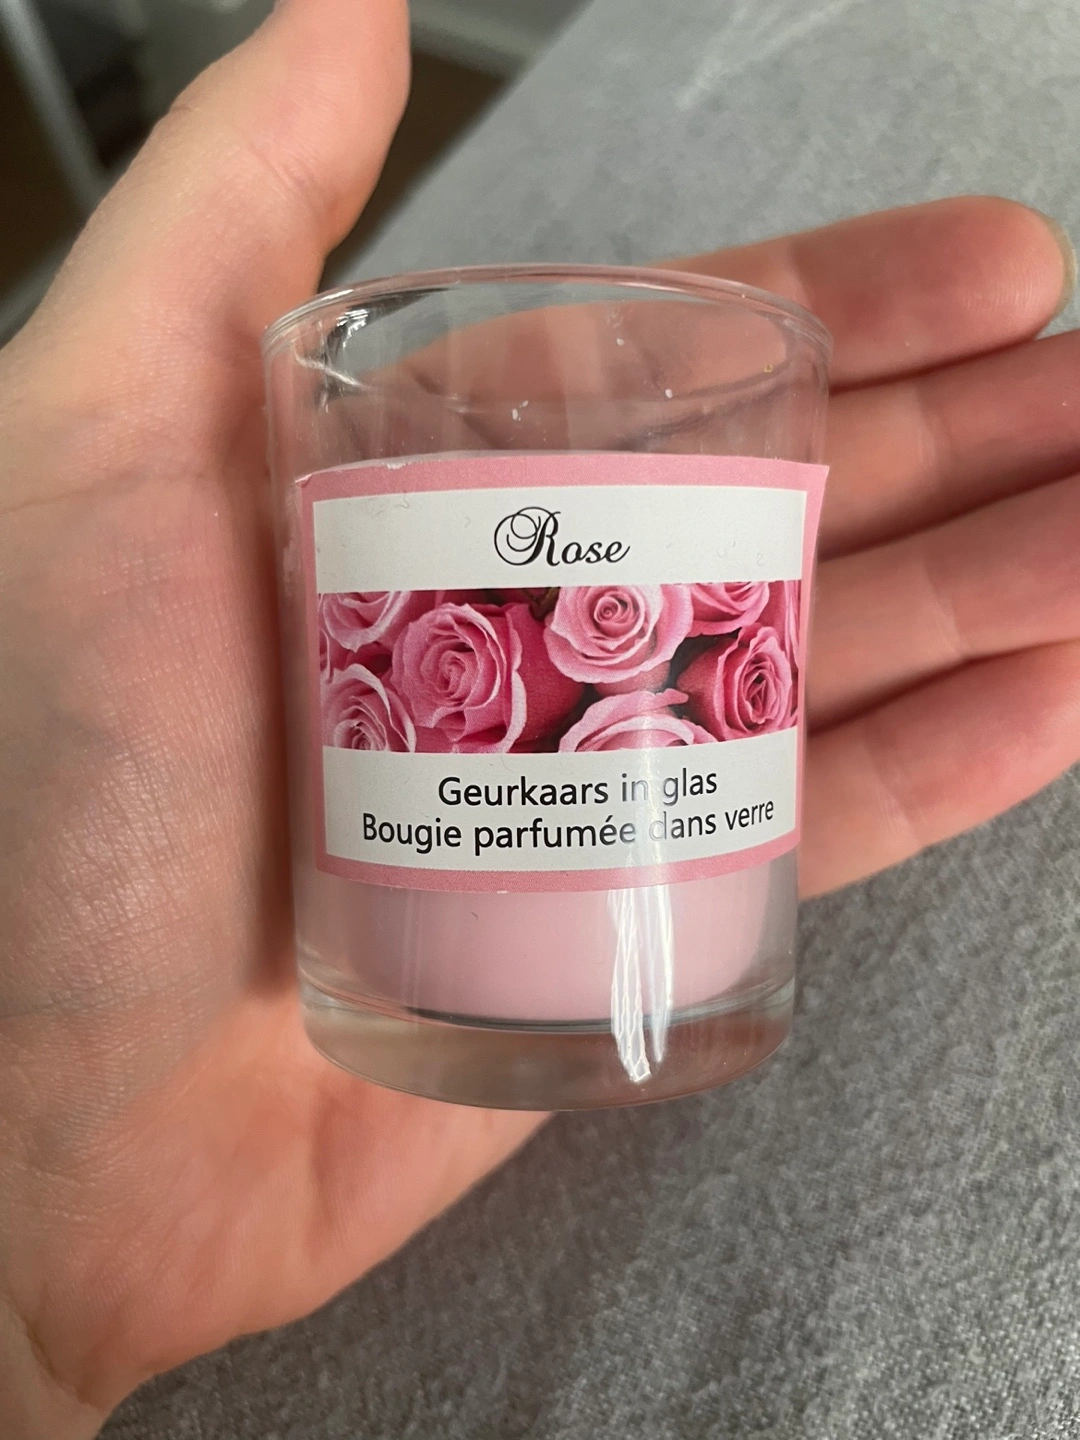 Rose
Geurkaars in glas
Bougie parfumée dans verre